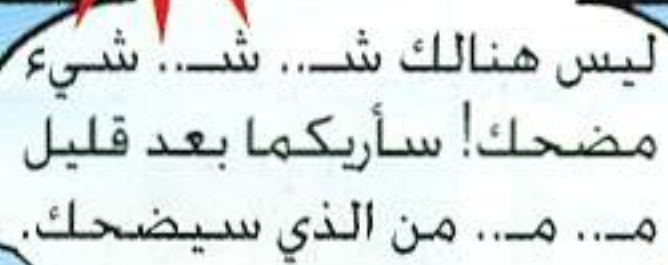 ليس هنالك شـ.. شـ.. شيء
مضحك! سأريكما بعد قليل
مـ.. مـ.. من الذي سيضحك.